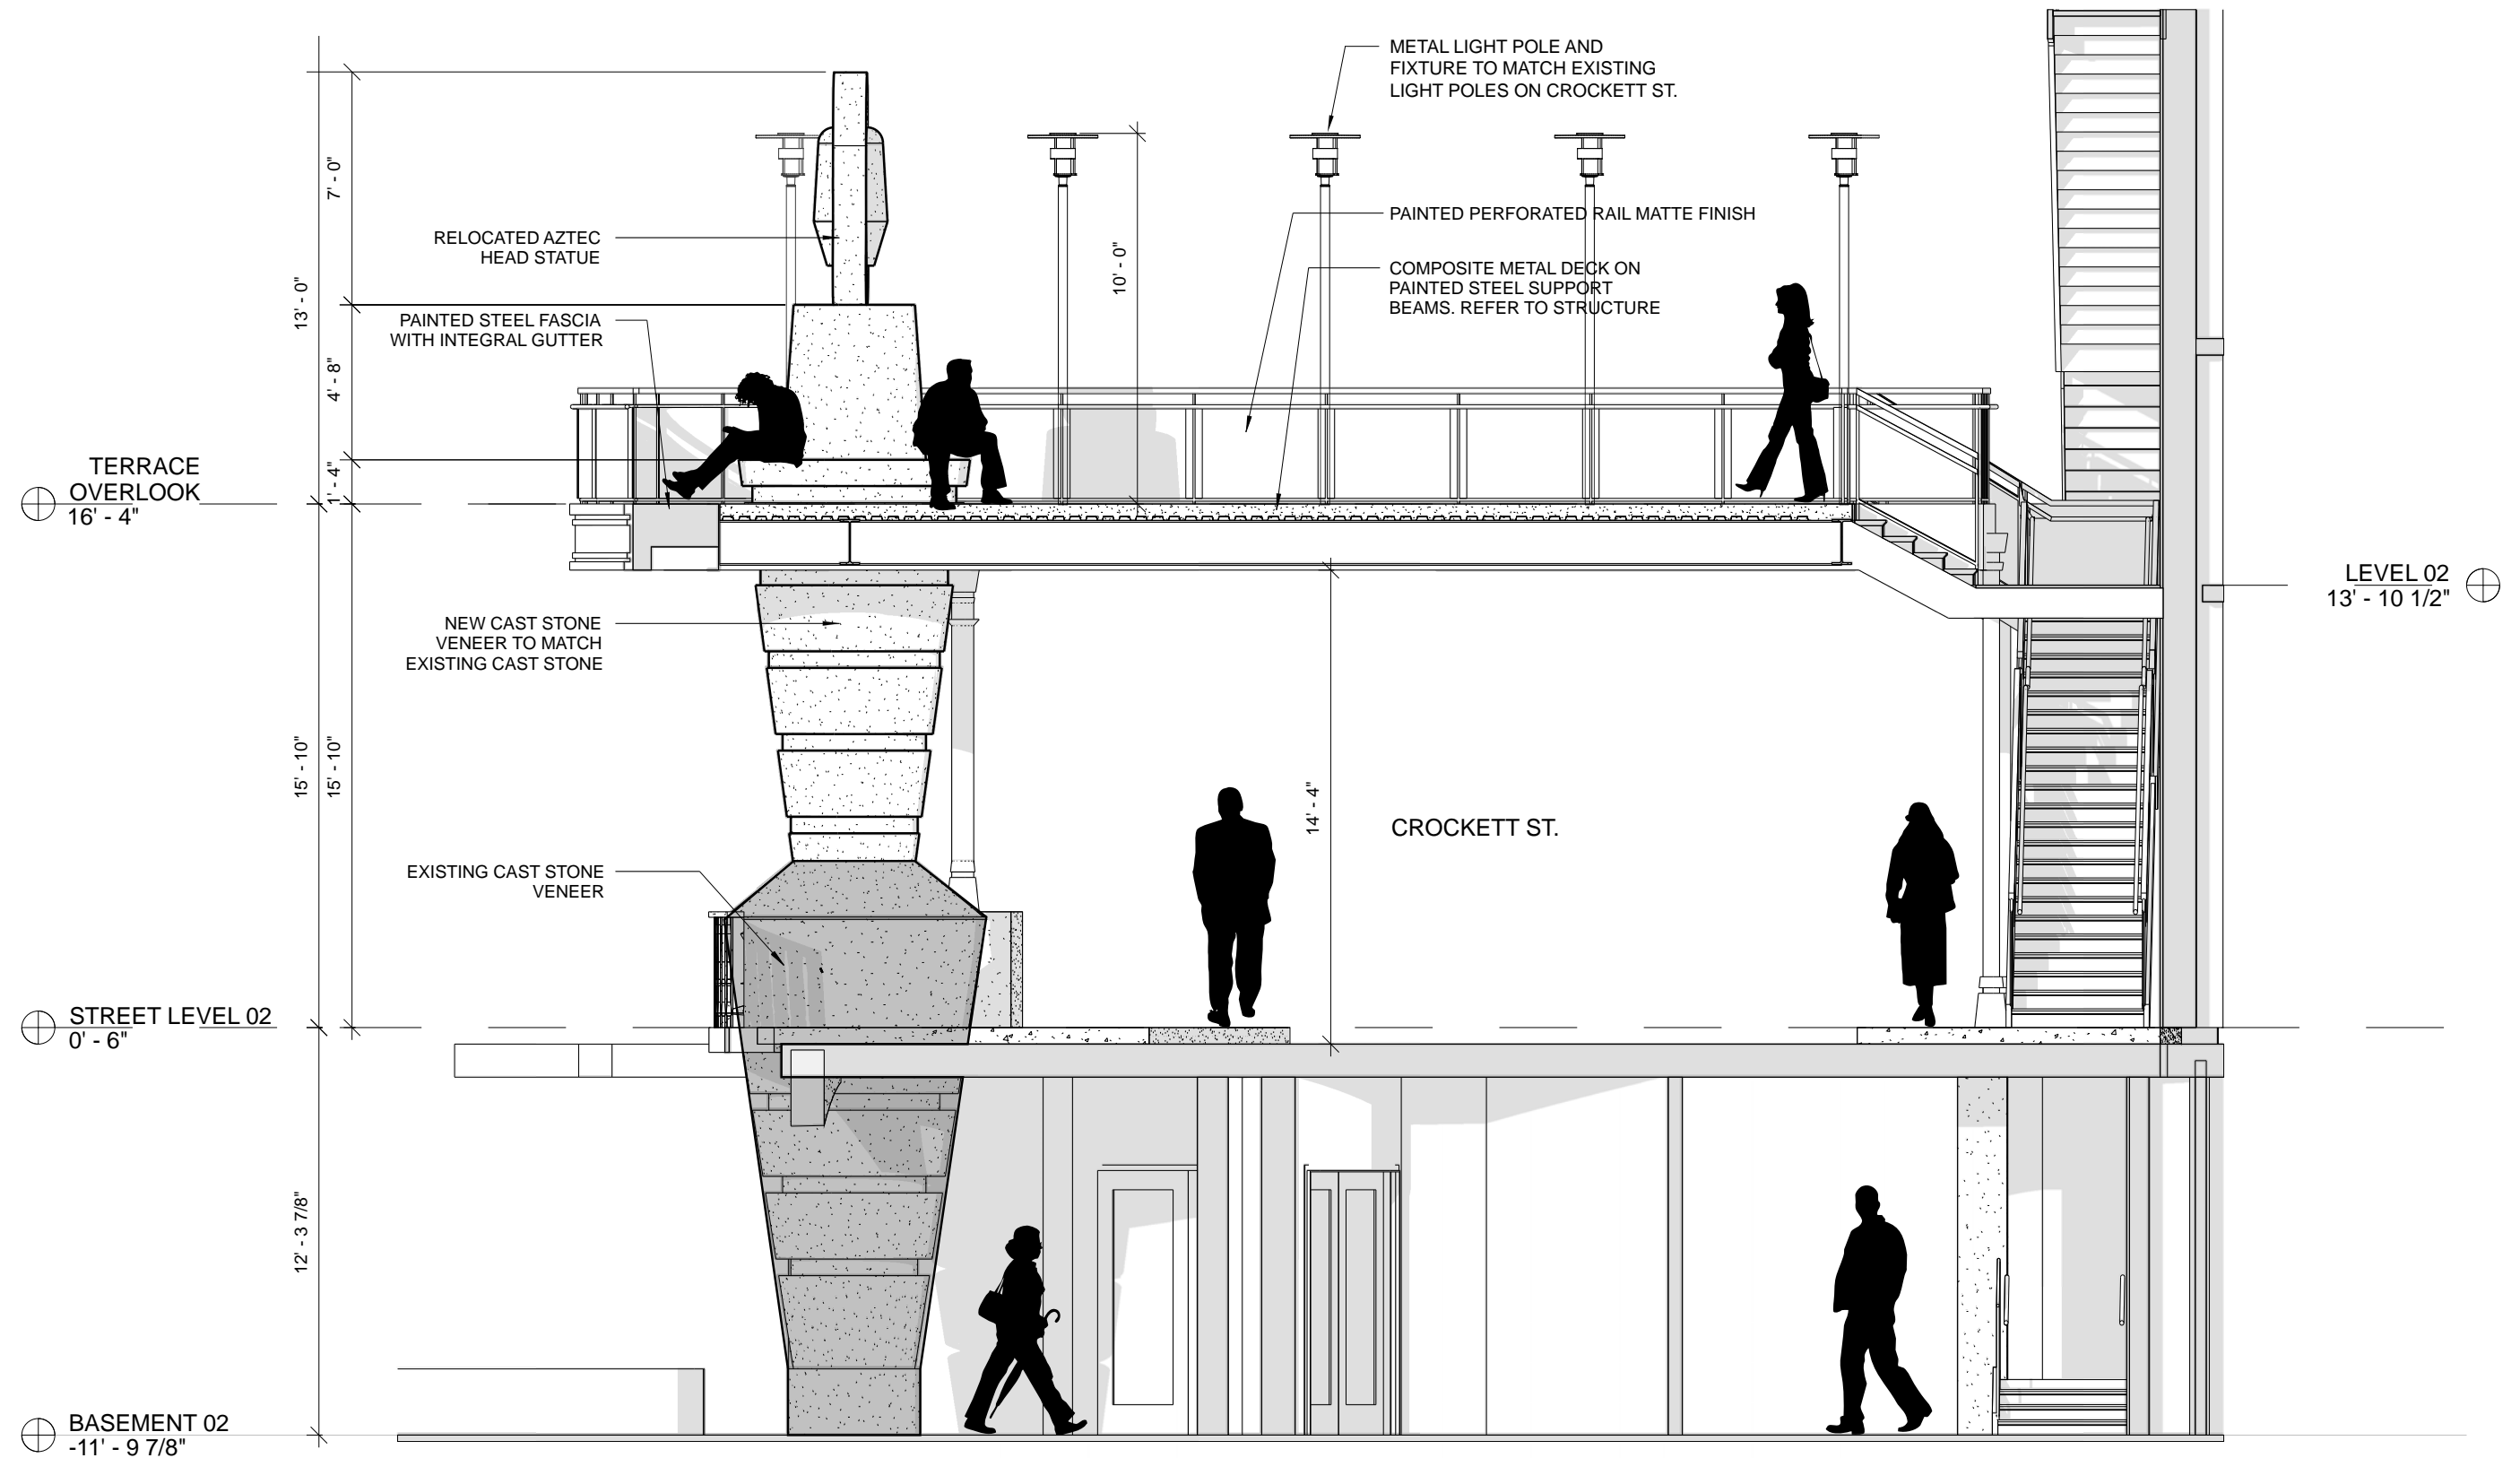 METAL LIGHT POLE AND
FIXTURE TO MATCH EXISTING
LIGHT POLES ON CROCKETT ST.
7' - 0"
PAINTED PERFORATED RAIL MATTE FINISH
RELOCATED AZTEC
HEAD STATUE
10' - 0"
COMPOSITE METAL DECK ON
PAINTED STEEL SUPPORT
BEAMS. REFER TO STRUCTURE
13' - 0"
PAINTED STEEL FASCIA
WITH INTEGRAL GUTTER
4' - 8"
1' - 4"
TERRACE
OVERLOOK
16' - 4"
LEVEL 02
13' - 10 1/2"
NEW CAST STONE
VENEER TO MATCH
EXISTING CAST STONE
15' - 10"
15' - 10"
14' - 4"
CROCKETT ST.
EXISTING CAST STONE
VENEER
STREET LEVEL 02
0' - 6"
12' - 3 7/8"
BASEMENT 02
-11' - 9 7/8"